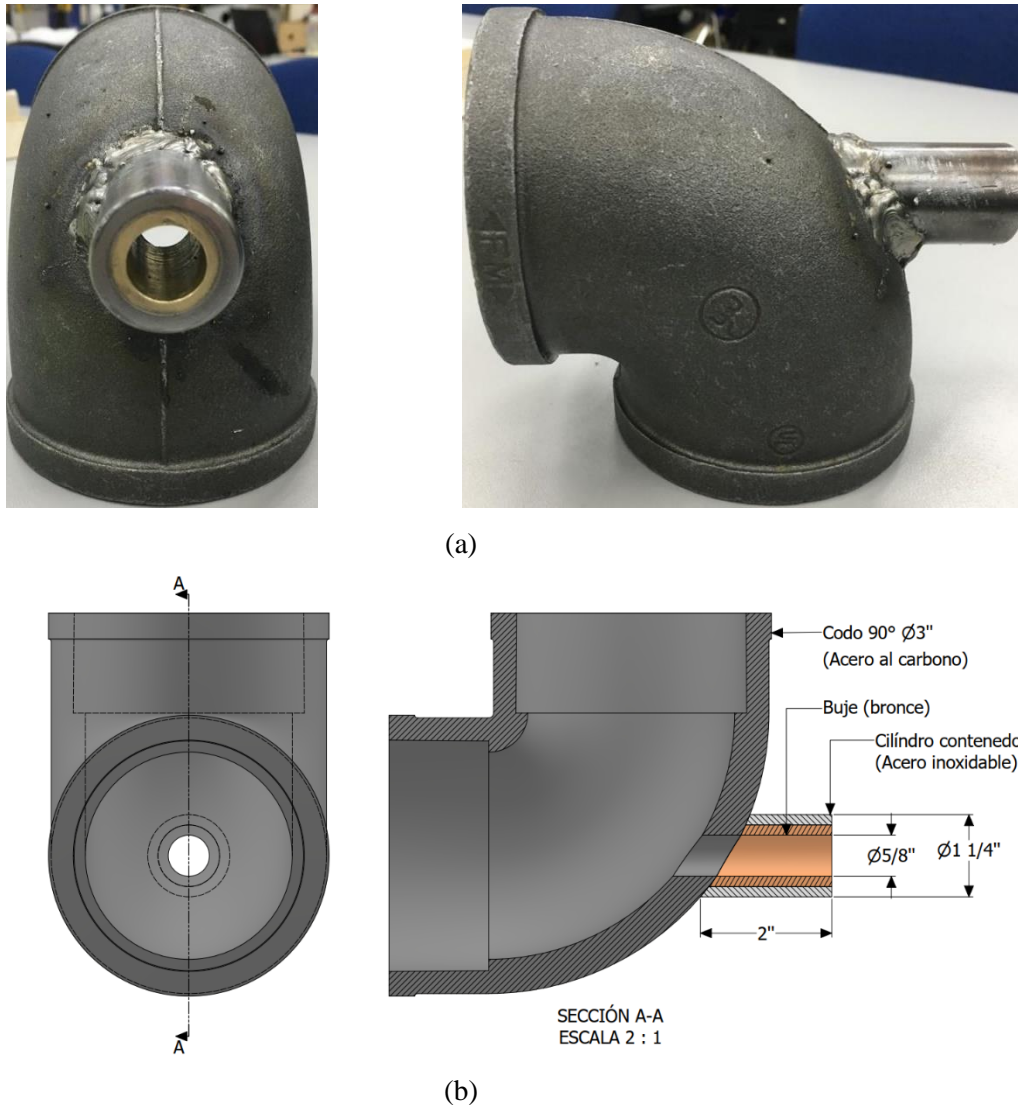 3
(a)
A
Codo 90° Ø3"
(Acero al carbono)
Buje (bronce)
Cilíndro contenedo
(Acero inoxidable)
Ø5/8"
Ø1 1/4"
2"
A
SECCIÓN A-A
ESCALA 2 : 1
(b)